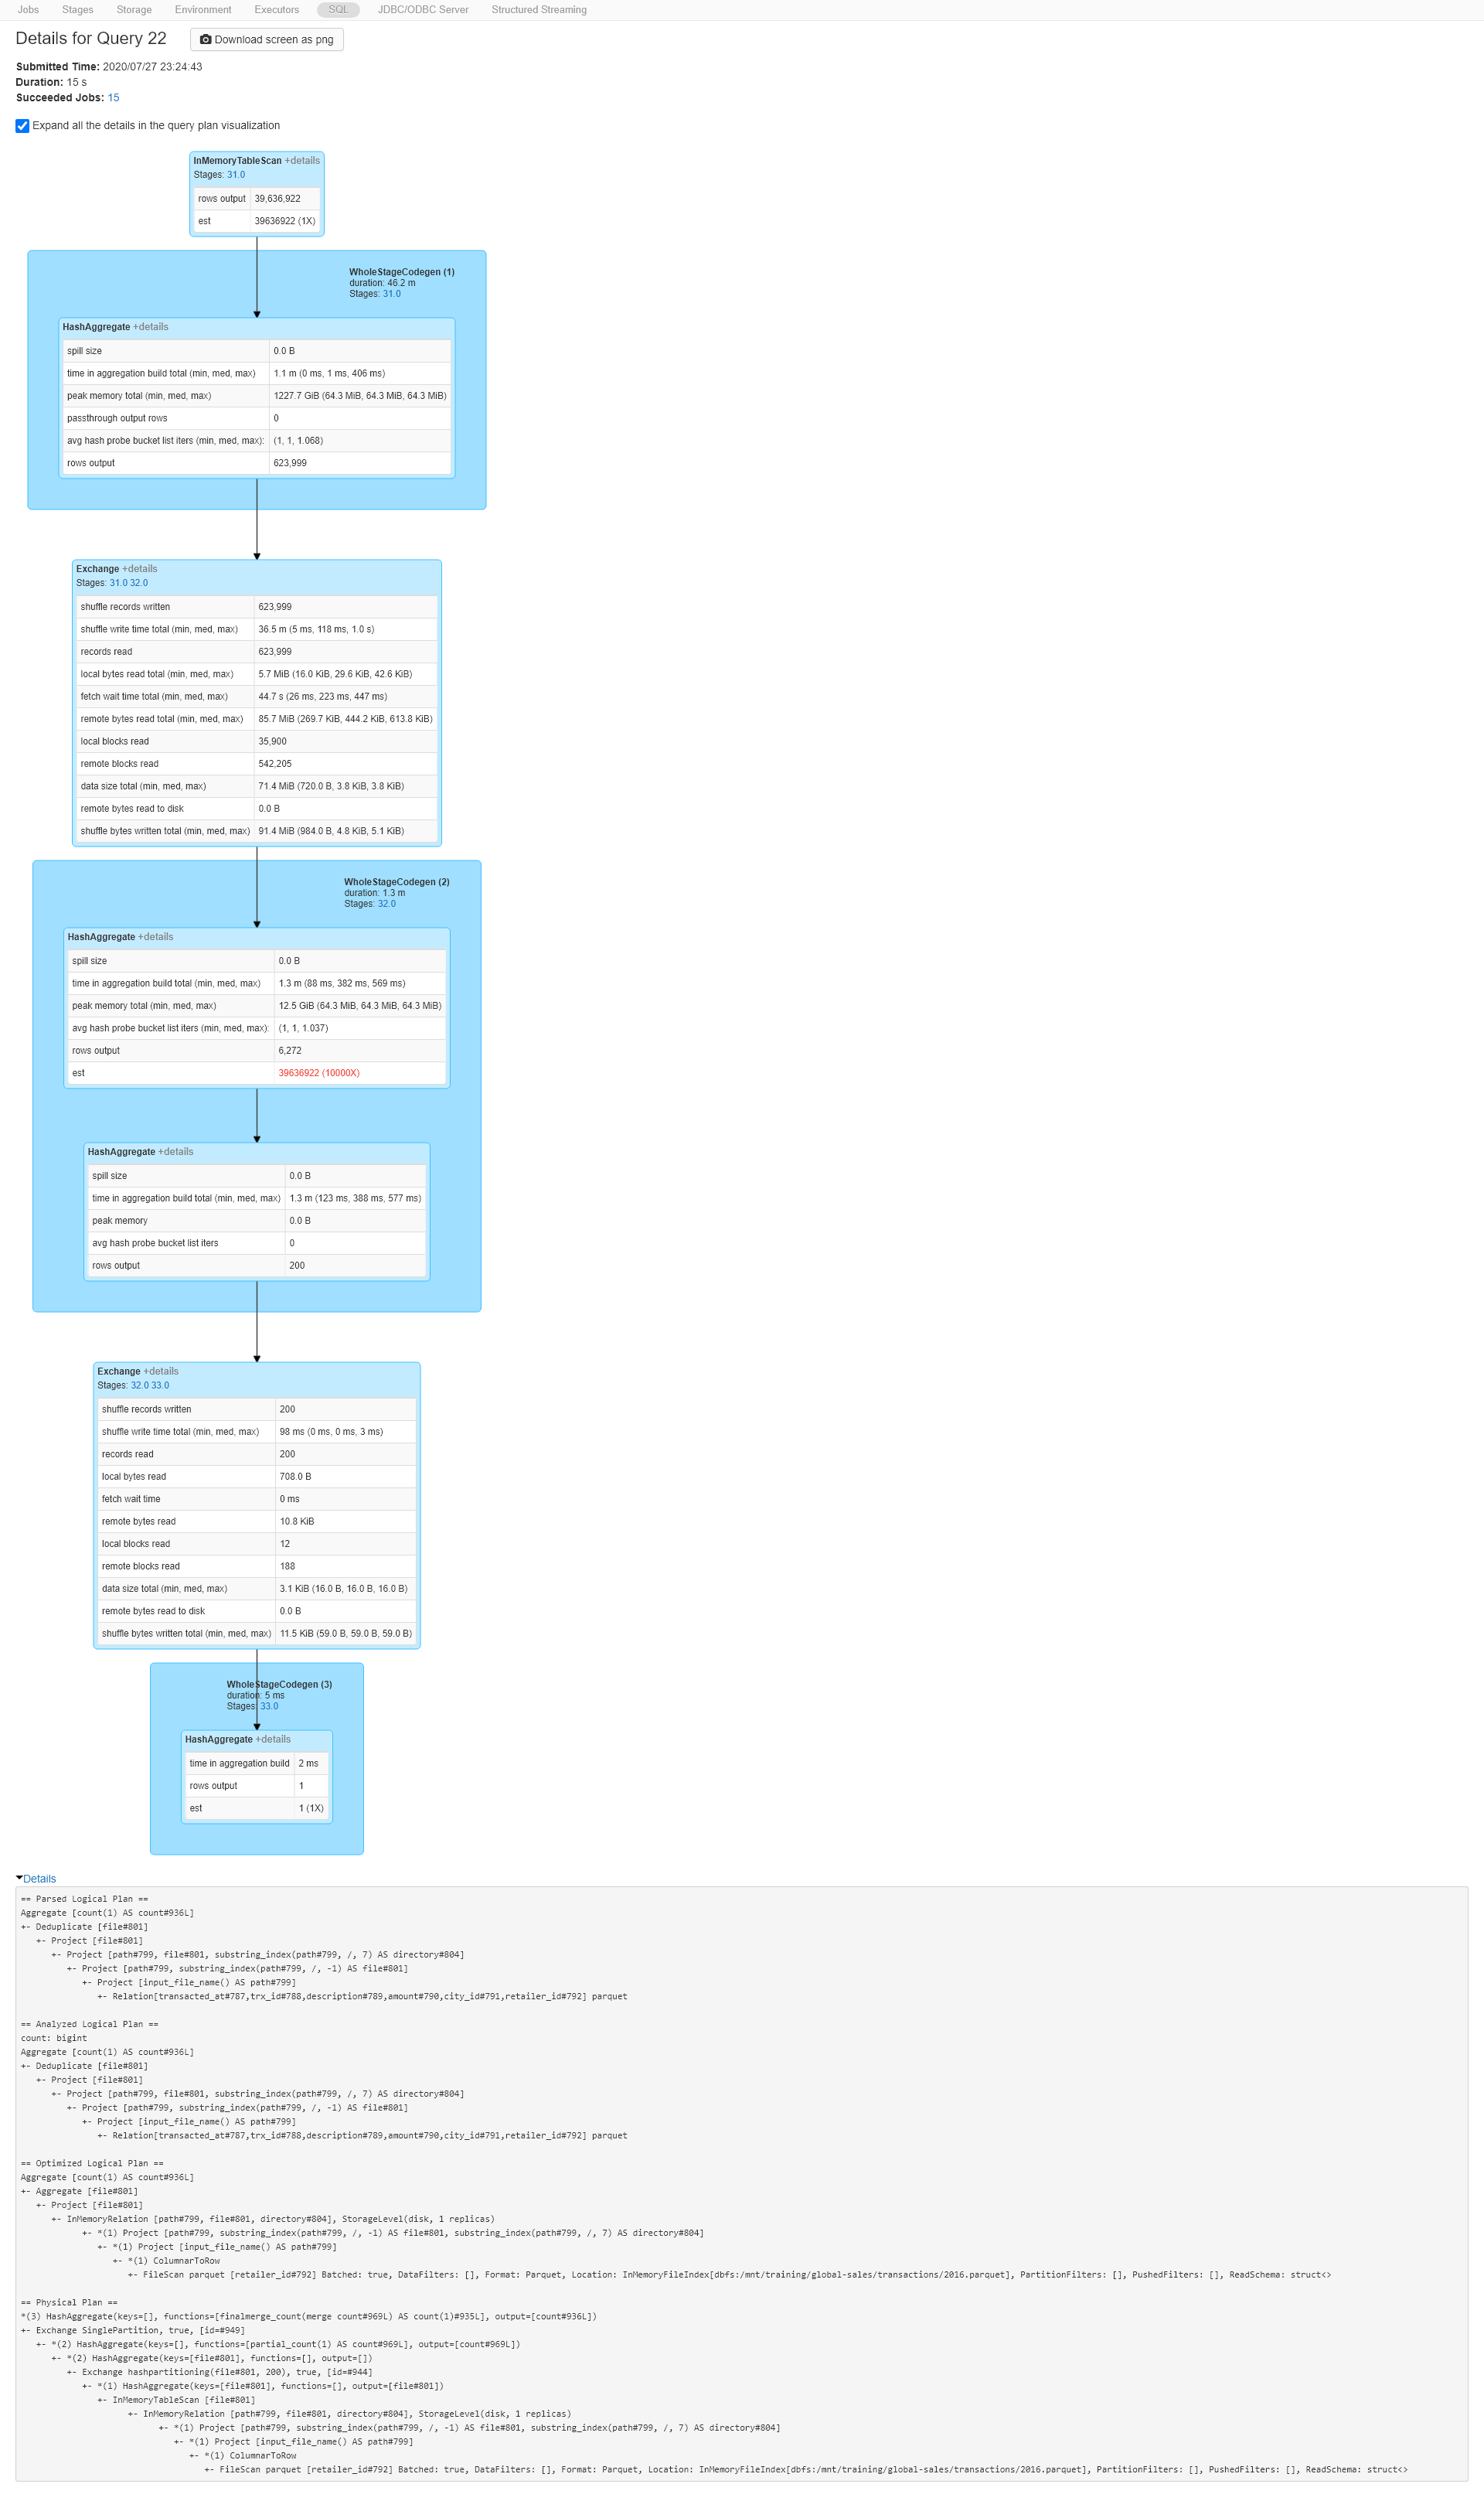 Jobs Stages Storage Environment Executors SQL JDBC/ODBC Server Structured Streaming
Details for Query 22 Download screen as png
Submitted Time: 2020/07/27 23:24:43
Duration: 15 s
Succeeded Jobs: 15
Expand all the details in the query plan visualization
InMemoryTableScan +details
Stages: 31.0
rows output 39,636,922
est 39636922 (1X)
WholeStageCodegen (1)
duration: 46.2 m
Stages: 31.0
HashAggregate +details
spill size 0.0 B
time in aggregation build total (min, med, max) 1.1 m (0 ms, 1 ms, 406 ms)
peak memory total (min, med, max) 1227.7 GiB (64.3 MiB, 64.3 MiB, 64.3 MiB)
passthrough output rows 0
avg hash probe bucket list iters (min, med, max): (1, 1, 1.068)
rows output 623,999
Exchange +details
Stages: 31.0 32.0
shuffle records written 623,999
shuffle write time total (min, med, max) 36.5 m (5 ms, 118 ms, 1.0 s)
records read 623,999
local bytes read total (min, med, max) 5.7 MiB (16.0 KiB, 29.6 KiB, 42.6 KiB)
fetch wait time total (min, med, max) 44.7 s (26 ms, 223 ms, 447 ms)
remote bytes read total (min, med, max) 85.7 MiB (269.7 KiB, 444.2 KiB, 613.8 KiB)
local blocks read 35,900
remote blocks read 542,205
data size total (min, med, max) 71.4 MiB (720.0 B, 3.8 KiB, 3.8 KiB)
remote bytes read to disk 0.0 B
shuffle bytes written total (min, med, max) 91.4 MiB (984.0 B, 4.8 KiB, 5.1 KiB)
WholeStageCodegen (2)
duration: 1.3 m
Stages: 32.0
HashAggregate +details
spill size 0.0 B
time in aggregation build total (min, med, max) 1.3 m (88 ms, 382 ms, 569 ms)
peak memory total (min, med, max) 12.5 GiB (64.3 MiB, 64.3 MiB, 64.3 MiB)
avg hash probe bucket list iters (min, med, max): (1, 1, 1.037)
rows output 6,272
est 39636922 (10000X)
HashAggregate +details
spill size 0.0 B
time in aggregation build total (min, med, max) 1.3 m (123 ms, 388 ms, 577 ms)
peak memory 0.0 B
avg hash probe bucket list iters 0
rows output 200
Exchange +details
Stages: 32.0 33.0
shuffle records written 200
shuffle write time total (min, med, max) 98 ms (0 ms, 0 ms, 3 ms)
records read 200
local bytes read 708.0 B
fetch wait time 0 ms
remote bytes read 10.8 KiB
local blocks read 12
remote blocks read 188
data size total (min, med, max) 3.1 KiB (16.0 B, 16.0 B, 16.0 B)
remote bytes read to disk 0.0 B
shuffle bytes written total (min, med, max) 11.5 KiB (59.0 B, 59.0 B, 59.0 B)
WholeStageCodegen (3)
duration: 5 ms
Stages: 33.0
HashAggregate +details
time in aggregation build 2 ms
rows output 1
est 1 (1X)
Details
== Parsed Logical Plan ==
Aggregate [count(1) AS count#936L]
+- Deduplicate [file#801]
+- Project [file#801]
+- Project [path#799, file#801, substring_index(path#799, /, 7) AS directory#804]
+- Project [path#799, substring_index(path#799, /, -1) AS file#801]
+- Project [input_file_name() AS path#799]
+- Relation[transacted_at#787,trx_id#788,description#789,amount#790,city_id#791,retailer_id#792] parquet
== Analyzed Logical Plan ==
count: bigint
Aggregate [count(1) AS count#936L]
+- Deduplicate [file#801]
+- Project [file#801]
+- Project [path#799, file#801, substring_index(path#799, /, 7) AS directory#804]
+- Project [path#799, substring_index(path#799, /, -1) AS file#801]
+- Project [input_file_name() AS path#799]
+- Relation[transacted_at#787,trx_id#788,description#789,amount#790,city_id#791,retailer_id#792] parquet
== Optimized Logical Plan ==
Aggregate [count(1) AS count#936L]
+- Aggregate [file#801]
+- Project [file#801]
+- InMemoryRelation [path#799, file#801, directory#804], StorageLevel(disk, 1 replicas)
+- *(1) Project [path#799, substring_index(path#799, /, -1) AS file#801, substring_index(path#799, /, 7) AS directory#804]
+- *(1) Project [input_file_name() AS path#799]
+- *(1) ColumnarToRow
+- FileScan parquet [retailer_id#792] Batched: true, DataFilters: [], Format: Parquet, Location: InMemoryFileIndex[dbfs:/mnt/training/global-sales/transactions/2016.parquet], PartitionFilters: [], PushedFilters: [], ReadSchema: struct<>
== Physical Plan ==
*(3) HashAggregate(keys=[], functions=[finalmerge_count(merge count#969L) AS count(1)#935L], output=[count#936L])
+- Exchange SinglePartition, true, [id=#949]
+- *(2) HashAggregate(keys=[], functions=[partial_count(1) AS count#969L], output=[count#969L])
+- *(2) HashAggregate(keys=[file#801], functions=[], output=[])
+- Exchange hashpartitioning(file#801, 200), true, [id=#944]
+- *(1) HashAggregate(keys=[file#801], functions=[], output=[file#801])
+- InMemoryTableScan [file#801]
+- InMemoryRelation [path#799, file#801, directory#804], StorageLevel(disk, 1 replicas)
+- *(1) Project [path#799, substring_index(path#799, /, -1) AS file#801, substring_index(path#799, /, 7) AS directory#804]
+- *(1) Project [input_file_name() AS path#799]
+- *(1) ColumnarToRow
+- FileScan parquet [retailer_id#792] Batched: true, DataFilters: [], Format: Parquet, Location: InMemoryFileIndex[dbfs:/mnt/training/global-sales/transactions/2016.parquet], PartitionFilters: [], PushedFilters: [], ReadSchema: struct<>